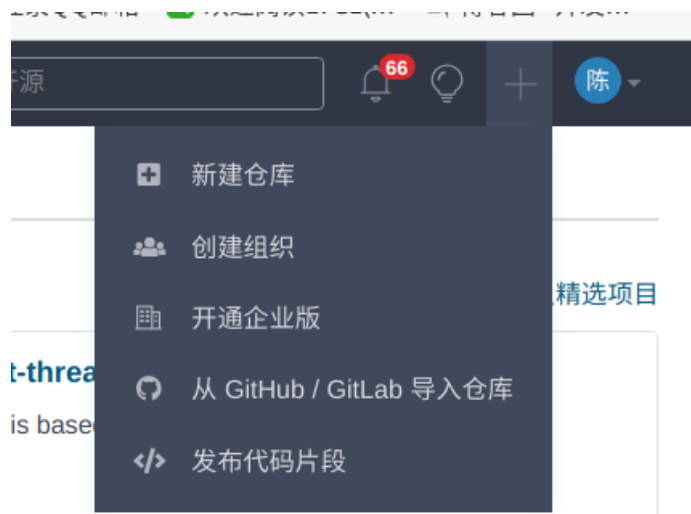 源
66
陈
新建仓库
创建组织
精选项目
开通企业版
t-threa
从 GitHub / GitLab 导入仓库
is base
发布代码片段